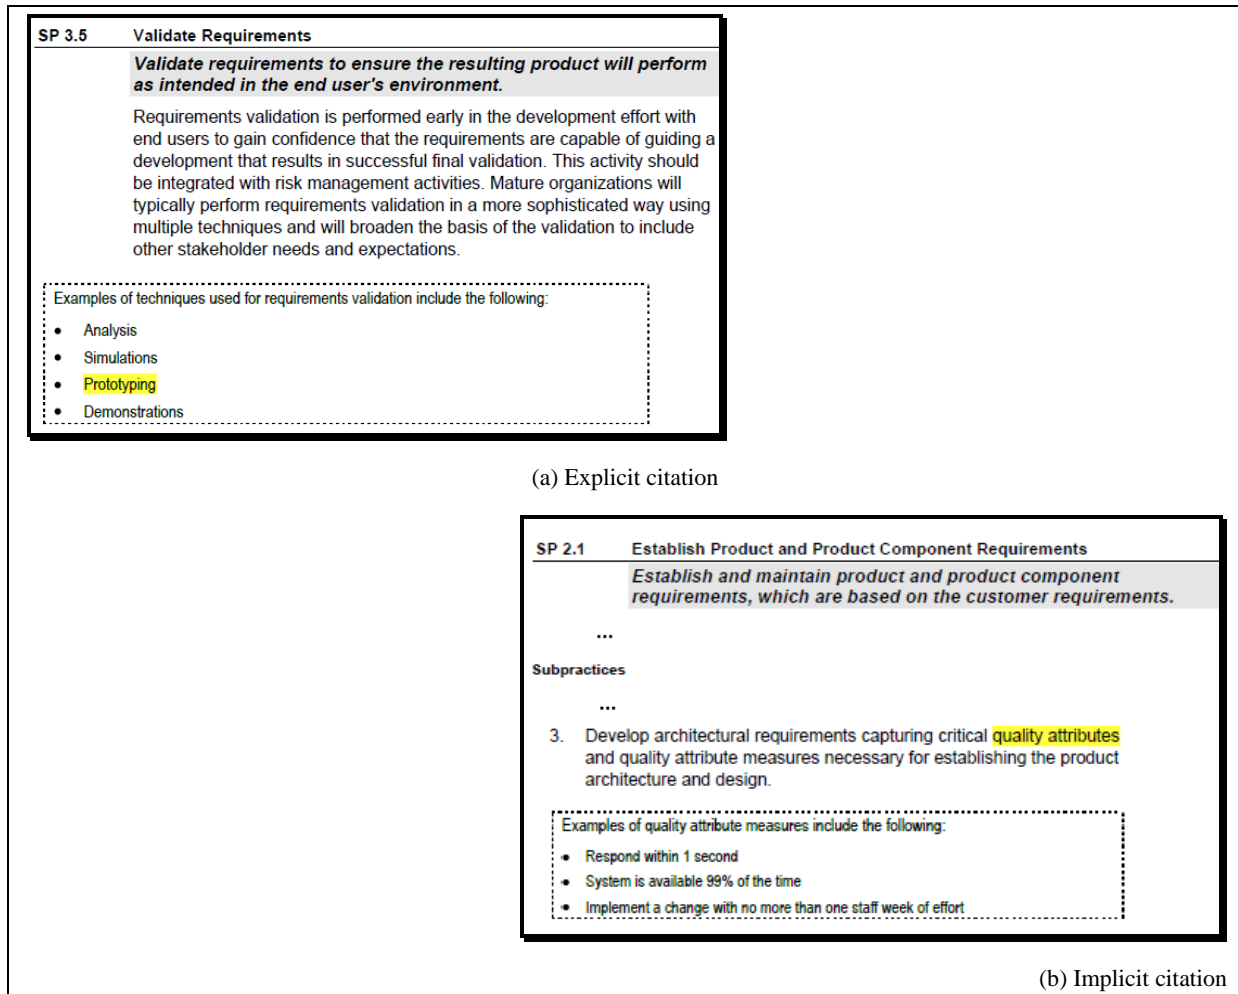 SP 3.5 Validate Requirements
Validate requirements to ensure the resulting product will perform
as intended in the end user's environment.
Requirements validation is performed early in the development effort with
end users to gain confidence that the requirements are capable of guiding a
development that results in successful final validation. This activity should
be integrated with risk management activities. Mature organizations will
typically perform requirements validation in a more sophisticated way using
multiple techniques and will broaden the basis of the validation to include
other stakeholder needs and expectations.
Examples of techniques used for requirements validation include the following:
• Analysis
• Simulations
• Prototyping
• Demonstrations
(a) Explicit citation
SP 2.1 Establish Product and Product Component Requirements
Establish and maintain product and product component
requirements, which are based on the customer requirements.
...
Subpractices
...
3. Develop architectural requirements capturing critical quality attributes
and quality attribute measures necessary for establishing the product
architecture and design.
Examples of quality attribute measures include the following:
• Respond within 1 second
• System is available 99% of the time
• Implement a change with no more than one staff week of effort
(b) Implicit citation